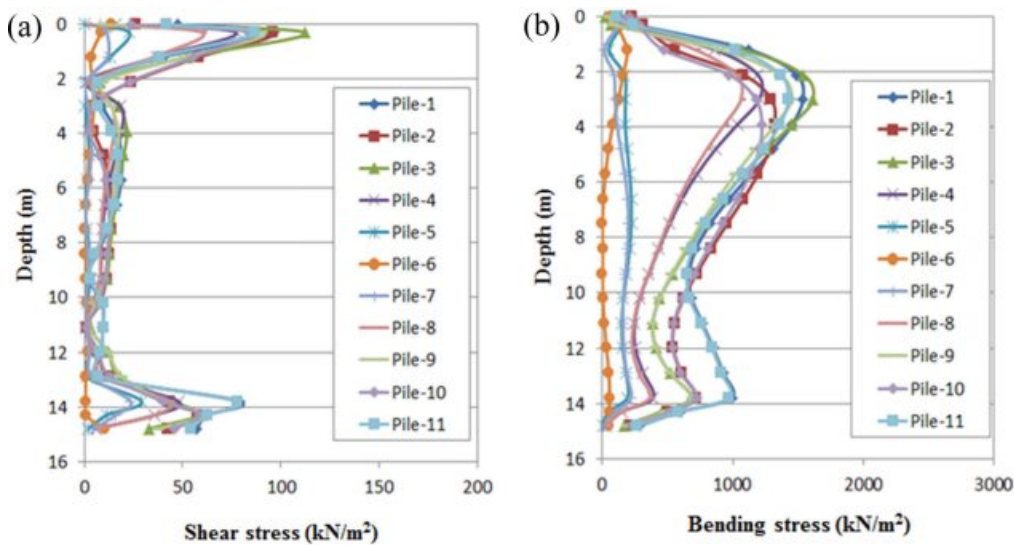 (a)
0 50 100 150 200
0
2
4
6
8
10
12
14
16
Depth (m)
Pile-1
Pile-2
Pile-3
Pile-4
Pile-5
Pile-6
Pile-7
Pile-8
Pile-9
Pile-10
Pile-11
Shear stress (kN/m²)
(b)
0
2
4
6
8
10
12
14
16
0 1000 2000 3000
Depth (m)
Pile-1
Pile-2
Pile-3
Pile-4
Pile-5
Pile-6
Pile-7
Pile-8
Pile-9
Pile-10
Pile-11
Bending stress (kN/m²)